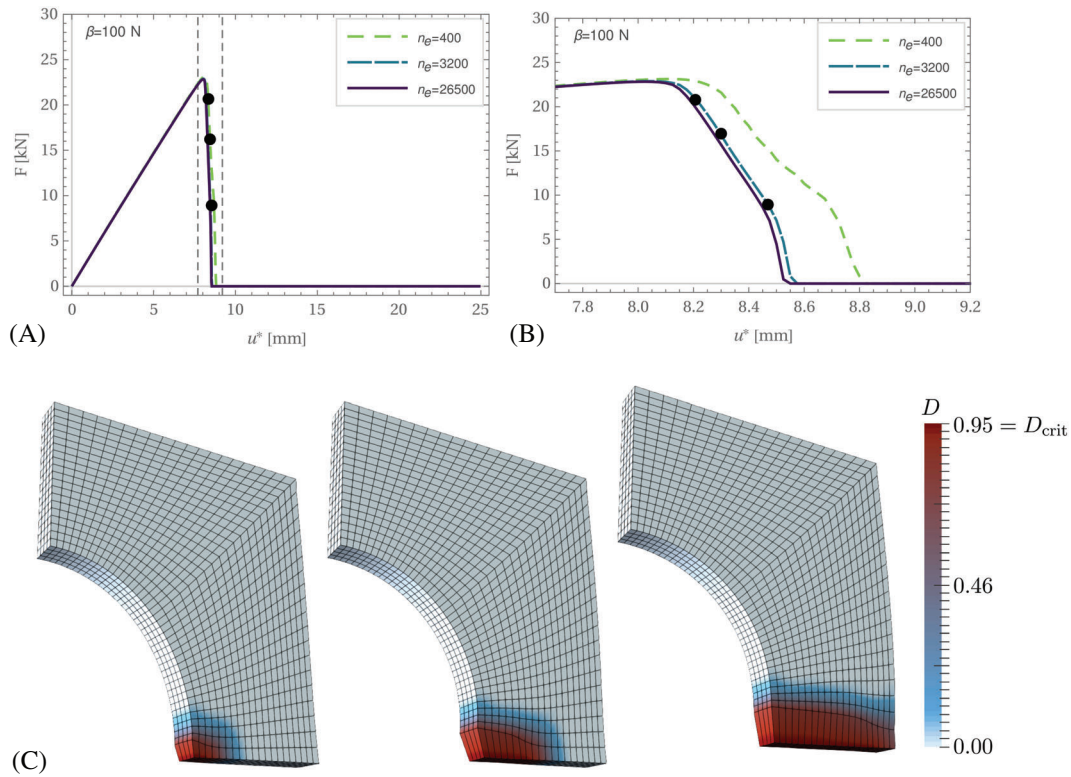 β=100 N
n_e=400
n_e=3200
n_e=26500
F [kN]
30
25
20
15
10
5
0
0 5 10 15 20 25
u* [mm]
(A)
β=100 N
n_e=400
n_e=3200
n_e=26500
F [kN]
30
25
20
15
10
5
0
7.8 8.0 8.2 8.4 8.6 8.8 9.0 9.2
u* [mm]
(B)
D
0.95 = D_crit
0.46
0.00
(C)